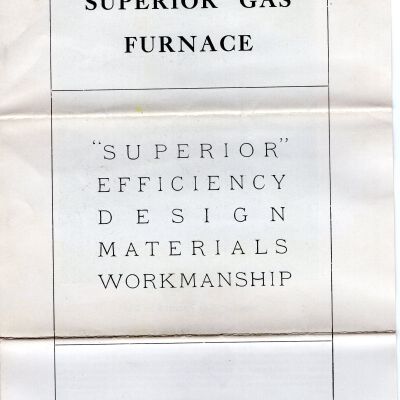 SUPERIOR GAS
FURNACE
"SUPERIOR"
EFFICIENCY
DESIGN
MATERIALS
WORKMANSHIP